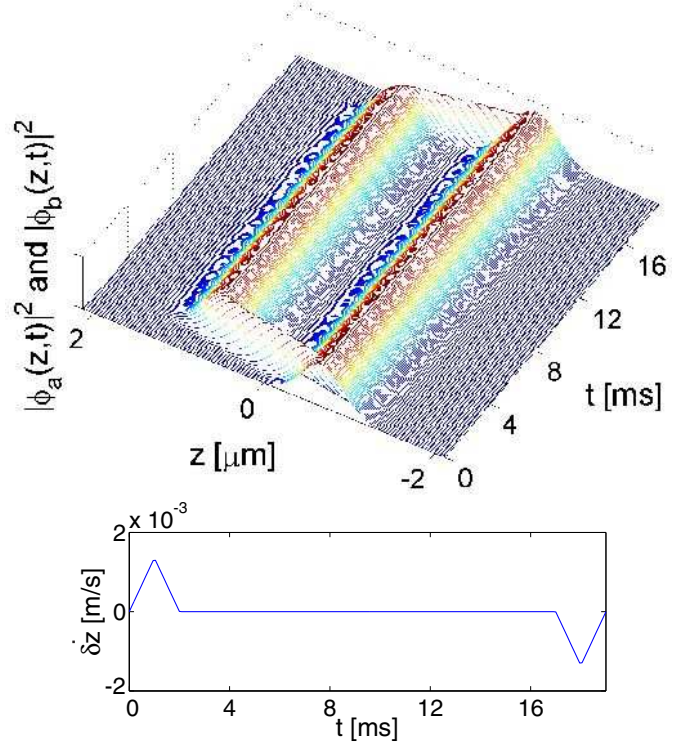 |ϕₐ(z,t)|² and |ϕ_b(z,t)|²
2
0
-2
z [μm]
0
4
8
12
16
t [ms]
x 10⁻³
2
0
-2
δż [m/s]
0
4
8
12
16
t [ms]